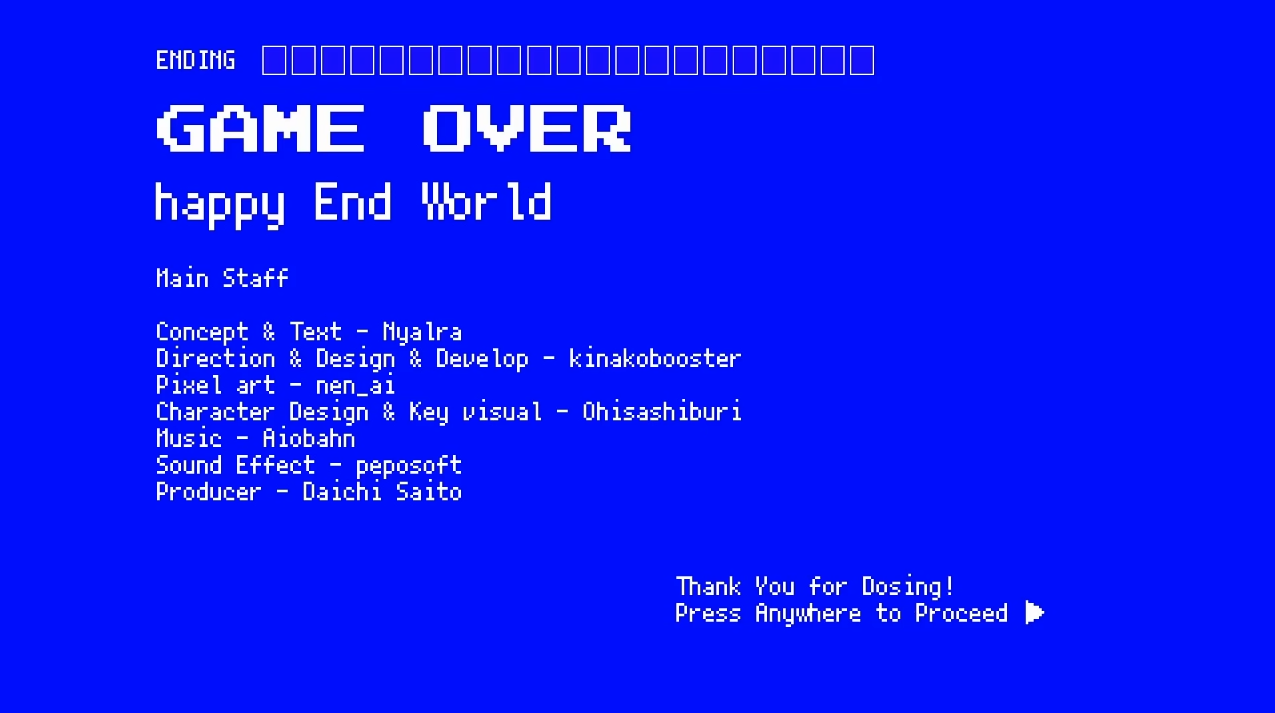 ENDING □□□□□□□□□□□□□□□□□□□□□
GAME OVER
happy End World
Main Staff
Concept & Text - Nyalra
Direction & Design & Develop - kinakobooster
Pixel art - nen_ai
Character Design & Key visual - Ohisashiburi
Music - Aiobahn
Sound Effect - peposoft
Producer - Daichi Saito
Thank You for Dosing!
Press Anywhere to Proceed